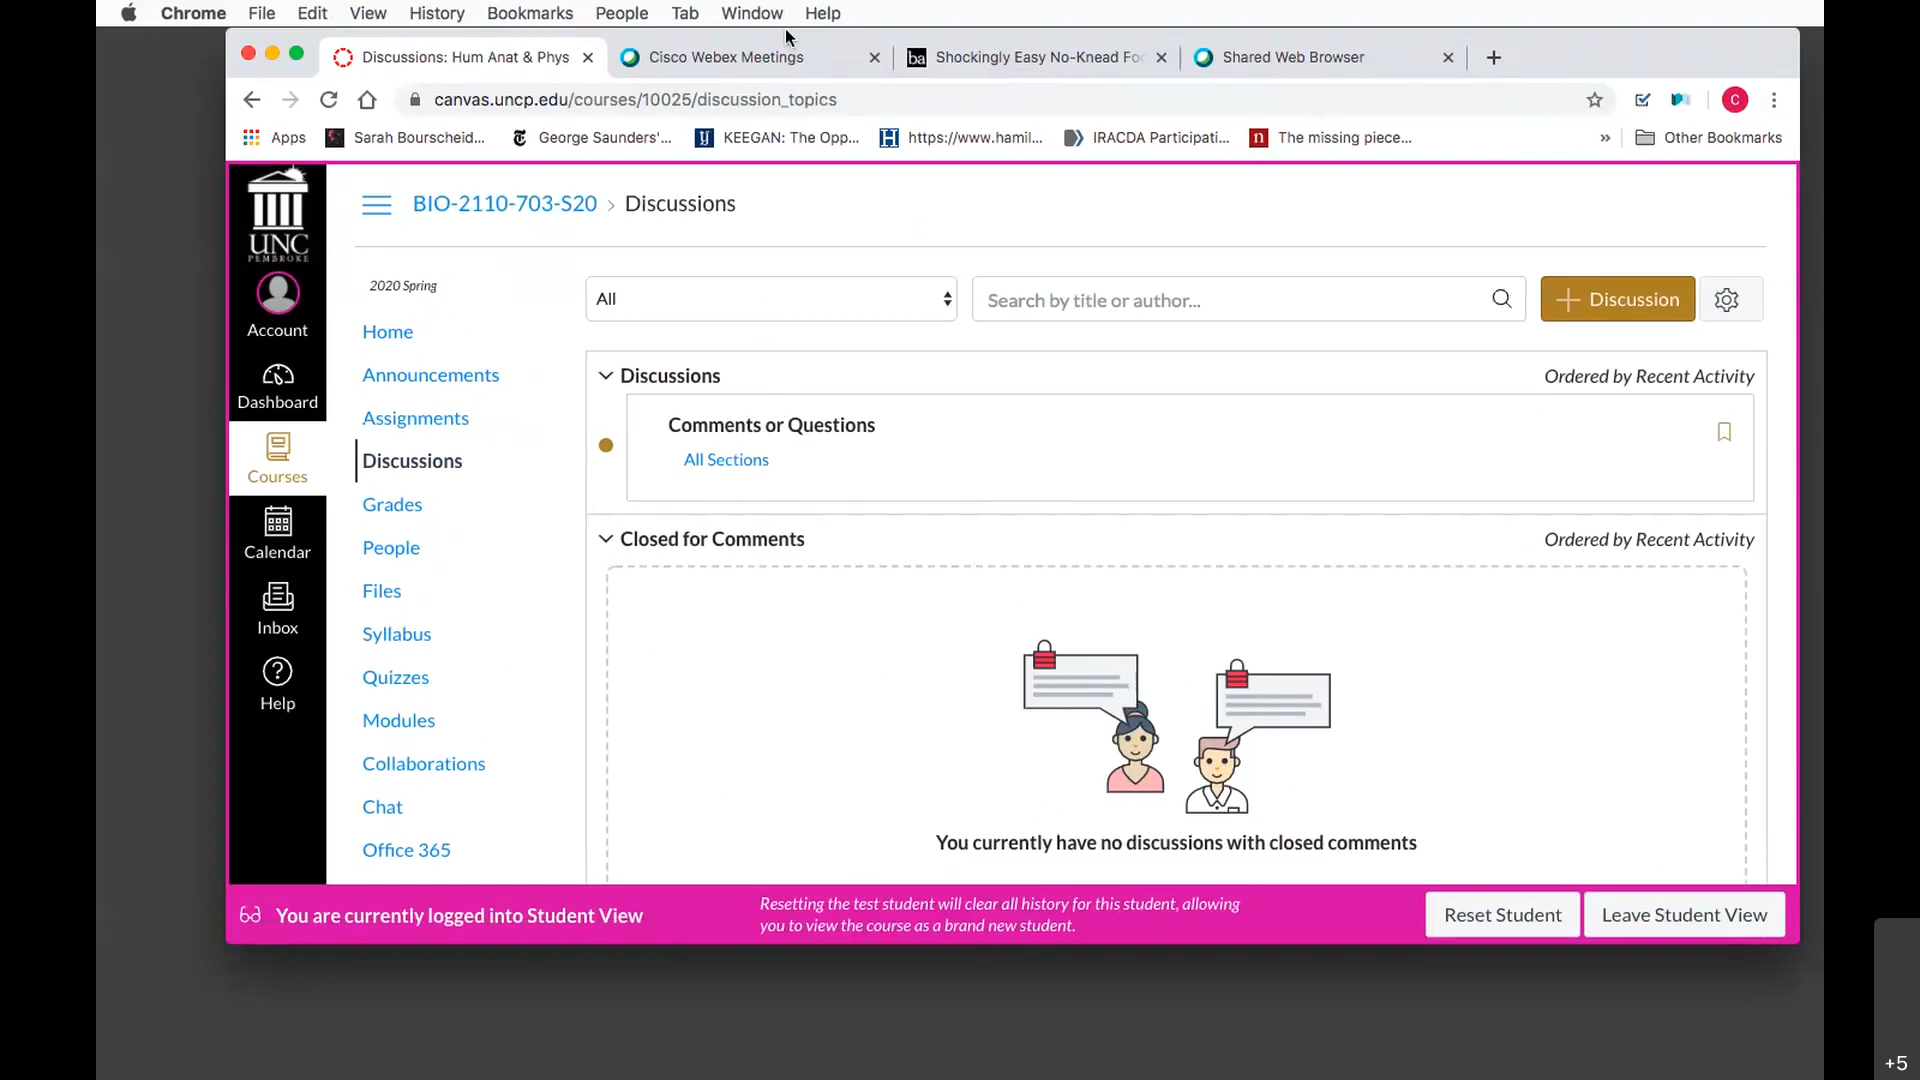 Chrome File Edit View History Bookmarks People Tab Window Help
Discussions: Hum Anat & Phys Cisco Webex Meetings Shockingly Easy No-Knead Foc Shared Web Browser
canvas.uncp.edu/courses/10025/discussion_topics C
Apps Sarah Bourscheid... George Saunders'... KEEGAN: The Opp... https://www.hamil... IRACDA Participati... The missing piece... » Other Bookmarks
UNC
PEMBROKE
Account
Dashboard
Courses
Calendar
Inbox
Help
BIO-2110-703-S20 › Discussions
2020 Spring
Home
Announcements
Assignments
Discussions
Grades
People
Files
Syllabus
Quizzes
Modules
Collaborations
Chat
Office 365
All Search by title or author... Discussion
Discussions Ordered by Recent Activity
Comments or Questions
All Sections
Closed for Comments Ordered by Recent Activity
You currently have no discussions with closed comments
You are currently logged into Student View
Resetting the test student will clear all history for this student, allowing
you to view the course as a brand new student.
Reset Student Leave Student View
+5